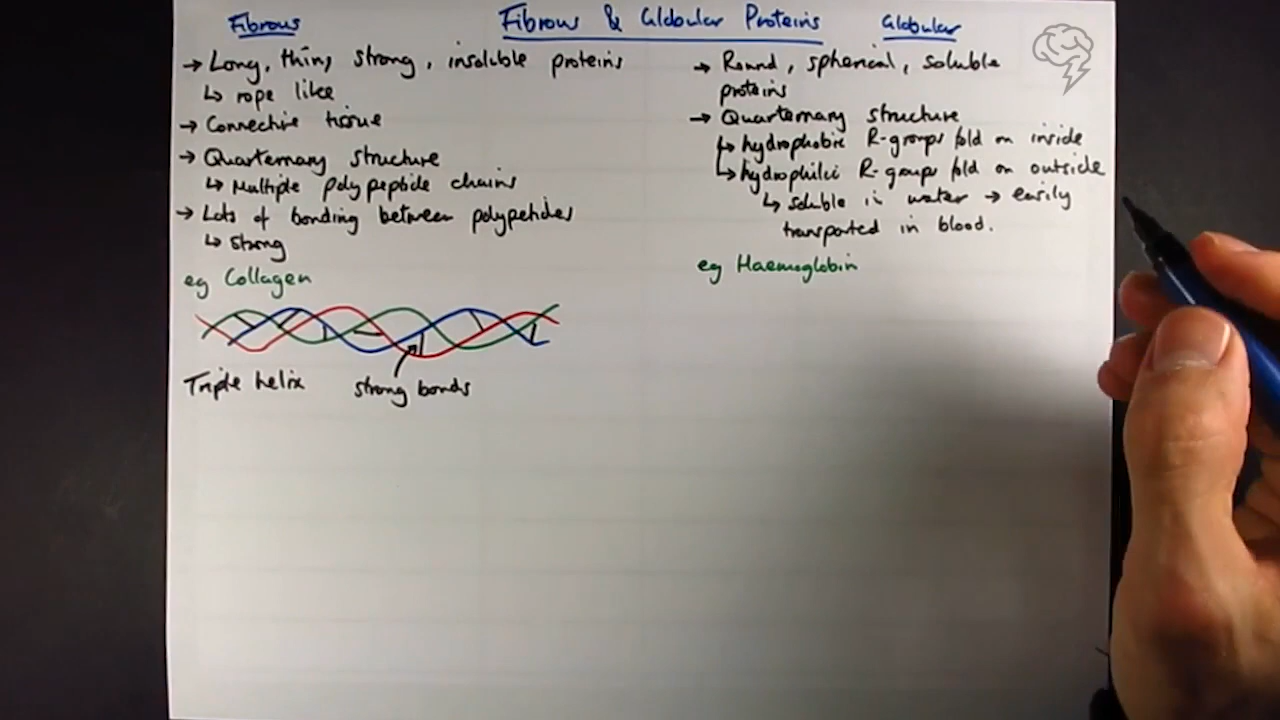 Fibrous & Globular Proteins
Fibrous
→ Long, thin, strong, insoluble proteins
↳ rope like
→ Connective tissue
→ Quarternary structure
↳ Multiple polypeptide chains
→ Lots of bonding between polypetides
↳ strong
eg Collagen
Triple helix
strong bonds
Globular
→ Round, spherical, soluble
proteins
→ Quarternary structure
↳ hydrophobic R-groups fold on inside
↳ hydrophilic R-groups fold on outside
↳ soluble in water → easily
transported in blood.
eg Haemoglobin